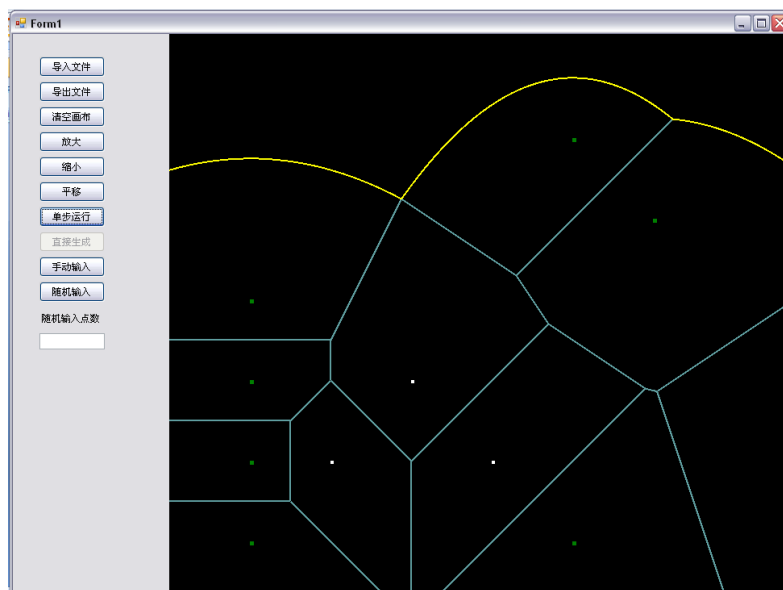 Form1
导入文件
导出文件
清空画布
放大
缩小
平移
单步运行
直接生成
手动输入
随机输入
随机输入点数